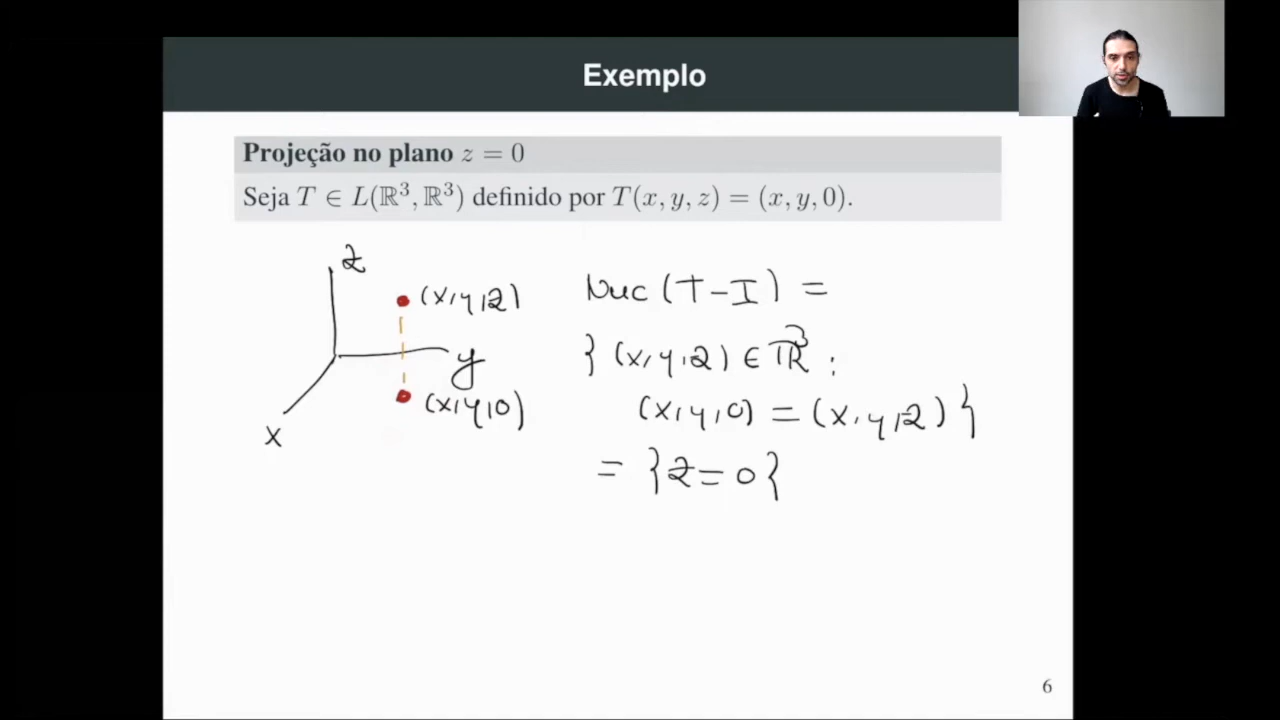 Exemplo
Projeção no plano z = 0
Seja T ∈ L(ℝ³, ℝ³) definido por T(x, y, z) = (x, y, 0).
z
(x,y,z)
y
(x,y,0)
x
Nuc (T-I) =
{ (x,y,z) ∈ ℝ³ :
(x,y,0) = (x,y,z) }
= { z = 0 }
6